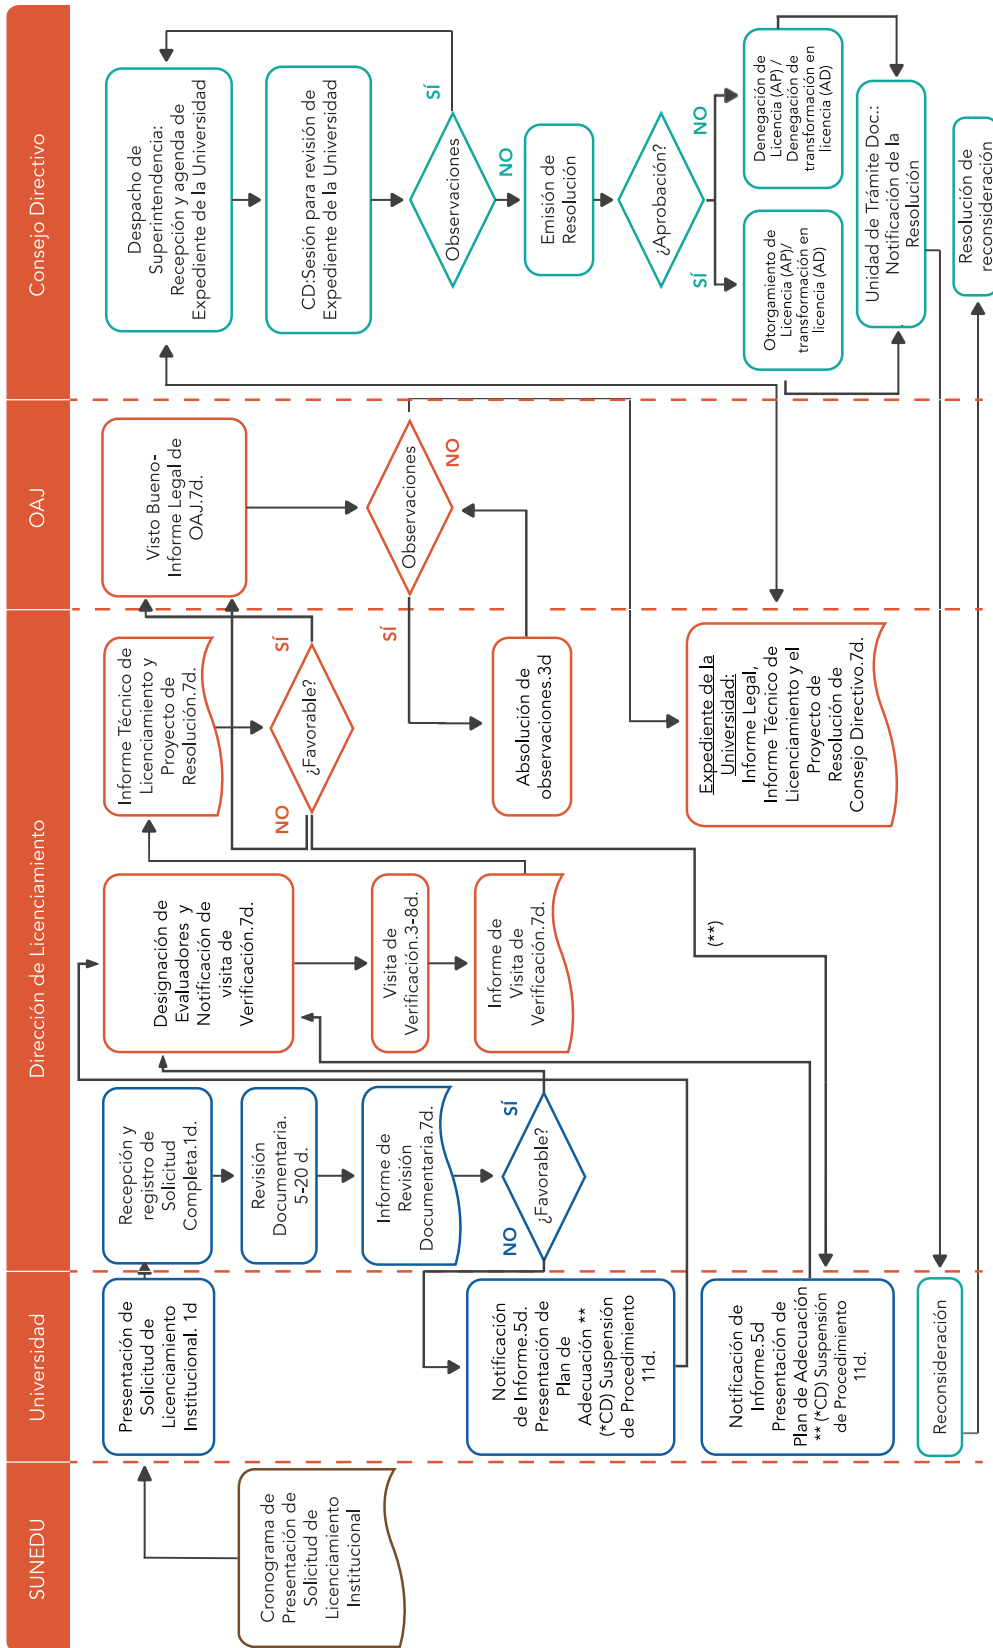 SUNEDU
Cronograma de
Presentación de
Solicitud de
Licenciamiento
Institucional
Universidad
Presentación de
Solicitud de
Licenciamiento
Institucional. 1d
Notificación
de Informe.5d.
Presentación de
Plan de
Adecuación **
(*CD) Suspensión
de Procedimiento
11d.
Notificación de
Informe.5d
Presentación de
Plan de Adecuación
** (*CD) Suspensión
de Procedimiento
11d.
Reconsideración
Dirección de Licenciamiento
Recepción y
registro de
Solicitud
Completa.1d.
Revisión
Documentaria.
5-20 d.
Informe de
Revisión
Documentaria.7d.
¿Favorable?
NO
SÍ
Designación de
Evaluadores y
Notificación de
visita de
Verificación.7d.
Visita de
Verificación.3-8d.
Informe de
Visita de
Verificación.7d.
(**)
Informe Técnico de
Licenciamiento y
Proyecto de
Resolución.7d.
¿Favorable?
NO
SÍ
Absolución de
observaciones.3d
Expediente de la
Universidad:
Informe Legal,
Informe Técnico de
Licenciamiento y el
Proyecto de
Resolución de
Consejo Directivo.7d.
OAJ
Visto Bueno-
Informe Legal de
OAJ.7d.
Observaciones
SÍ
NO
Consejo Directivo
Despacho de
Superintendencia:
Recepción y agenda de
Expediente de la Universidad
CD:Sesión para revisión de
Expediente de la Universidad
Observaciones
SÍ
NO
Emisión de
Resolución
¿Aprobación?
SÍ
NO
Otorgamiento de
Licencia (AP)/
transformación en
licencia (AD)
Denegación de
Licencia (AP) /
Denegación de
transformación en
licencia (AD)
Unidad de Trámite Doc.:
Notificación de la
Resolución
Resolución de
reconsideración